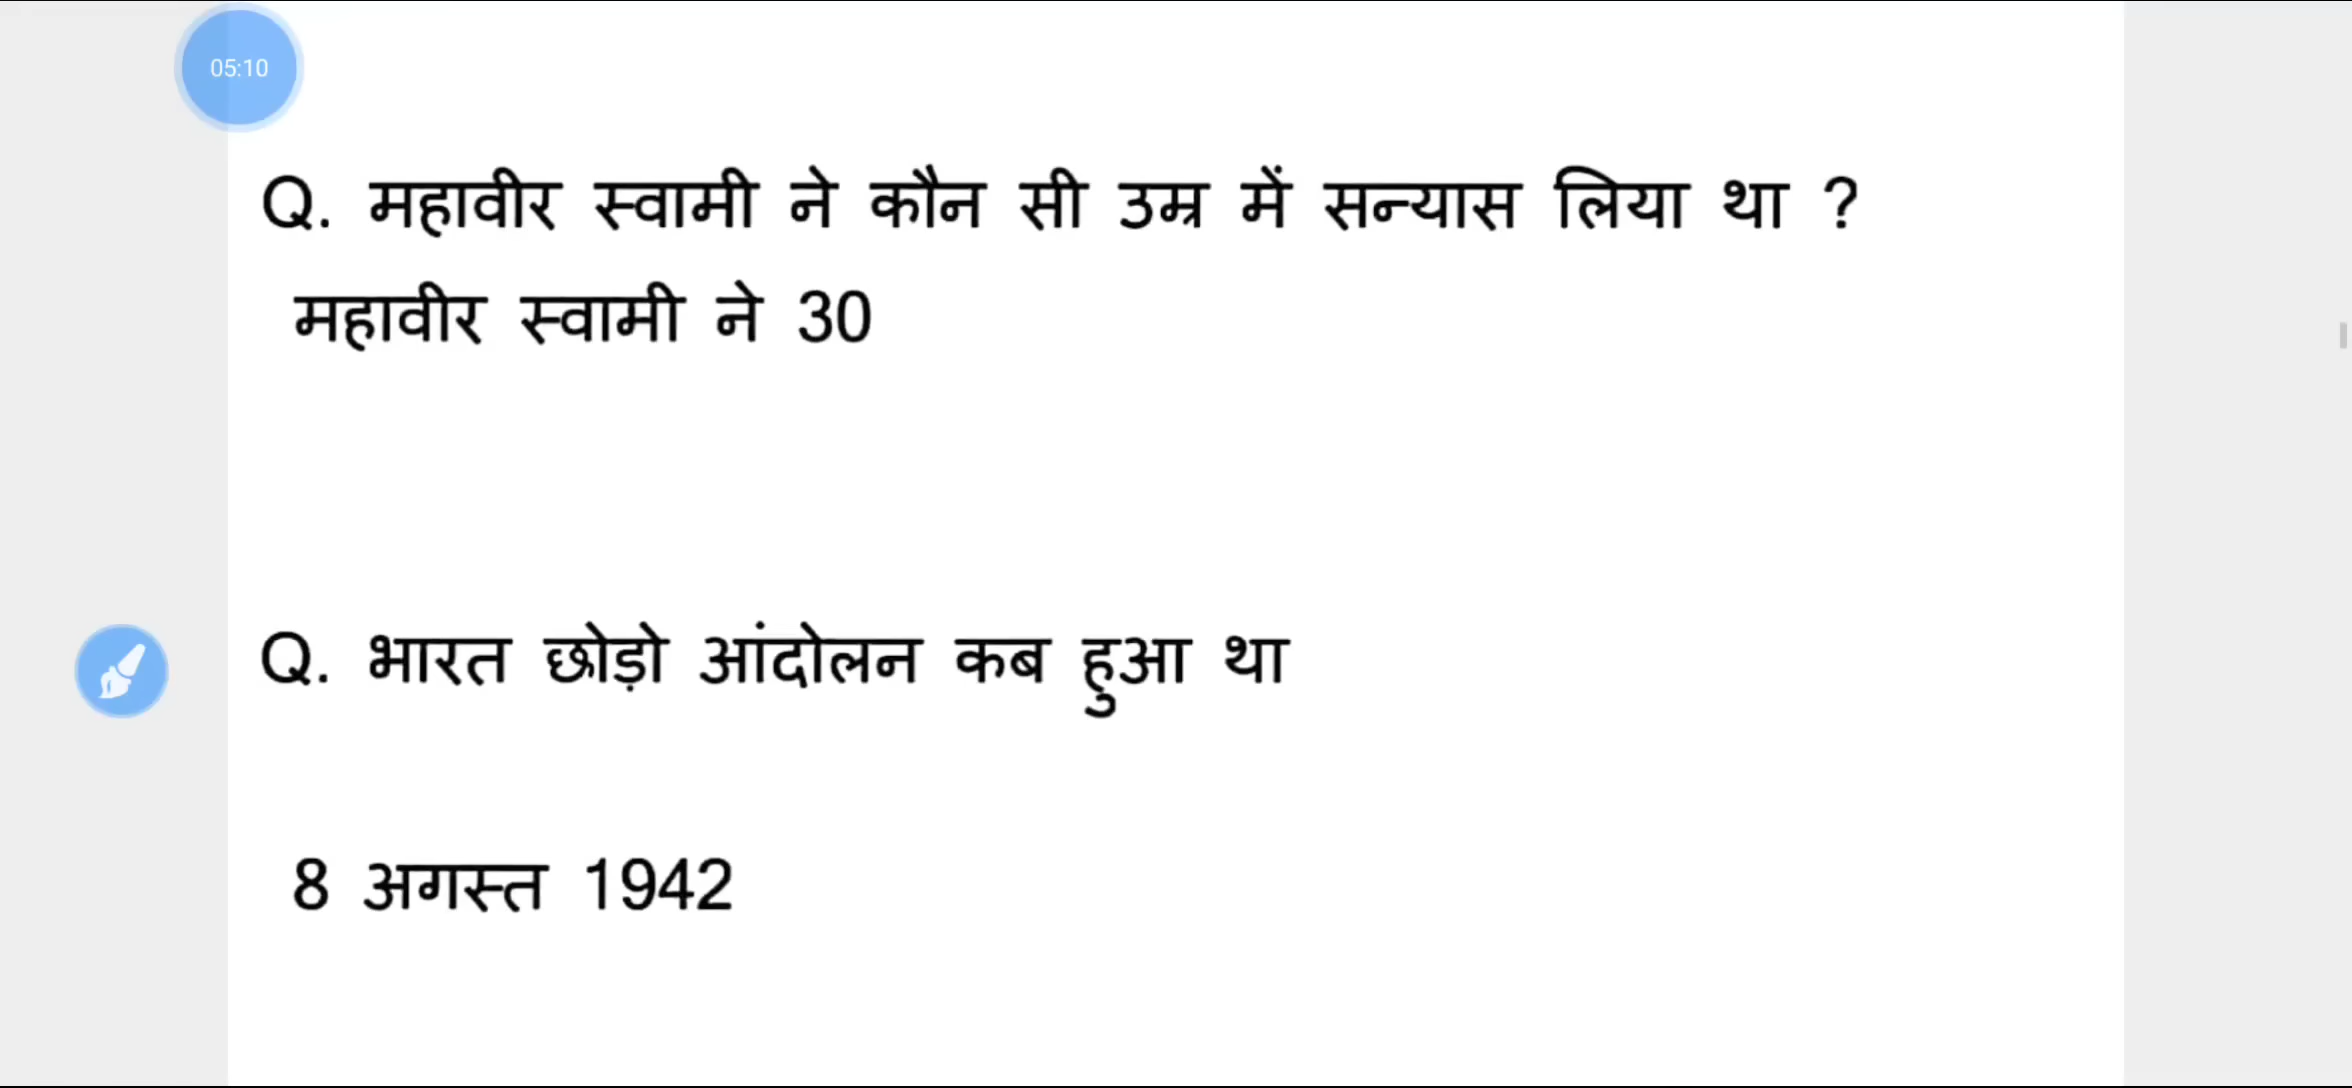 05:10
Q. महावीर स्वामी ने कौन सी उम्र में सन्यास लिया था ?
महावीर स्वामी ने 30
Q. भारत छोड़ो आंदोलन कब हुआ था
8 अगस्त 1942